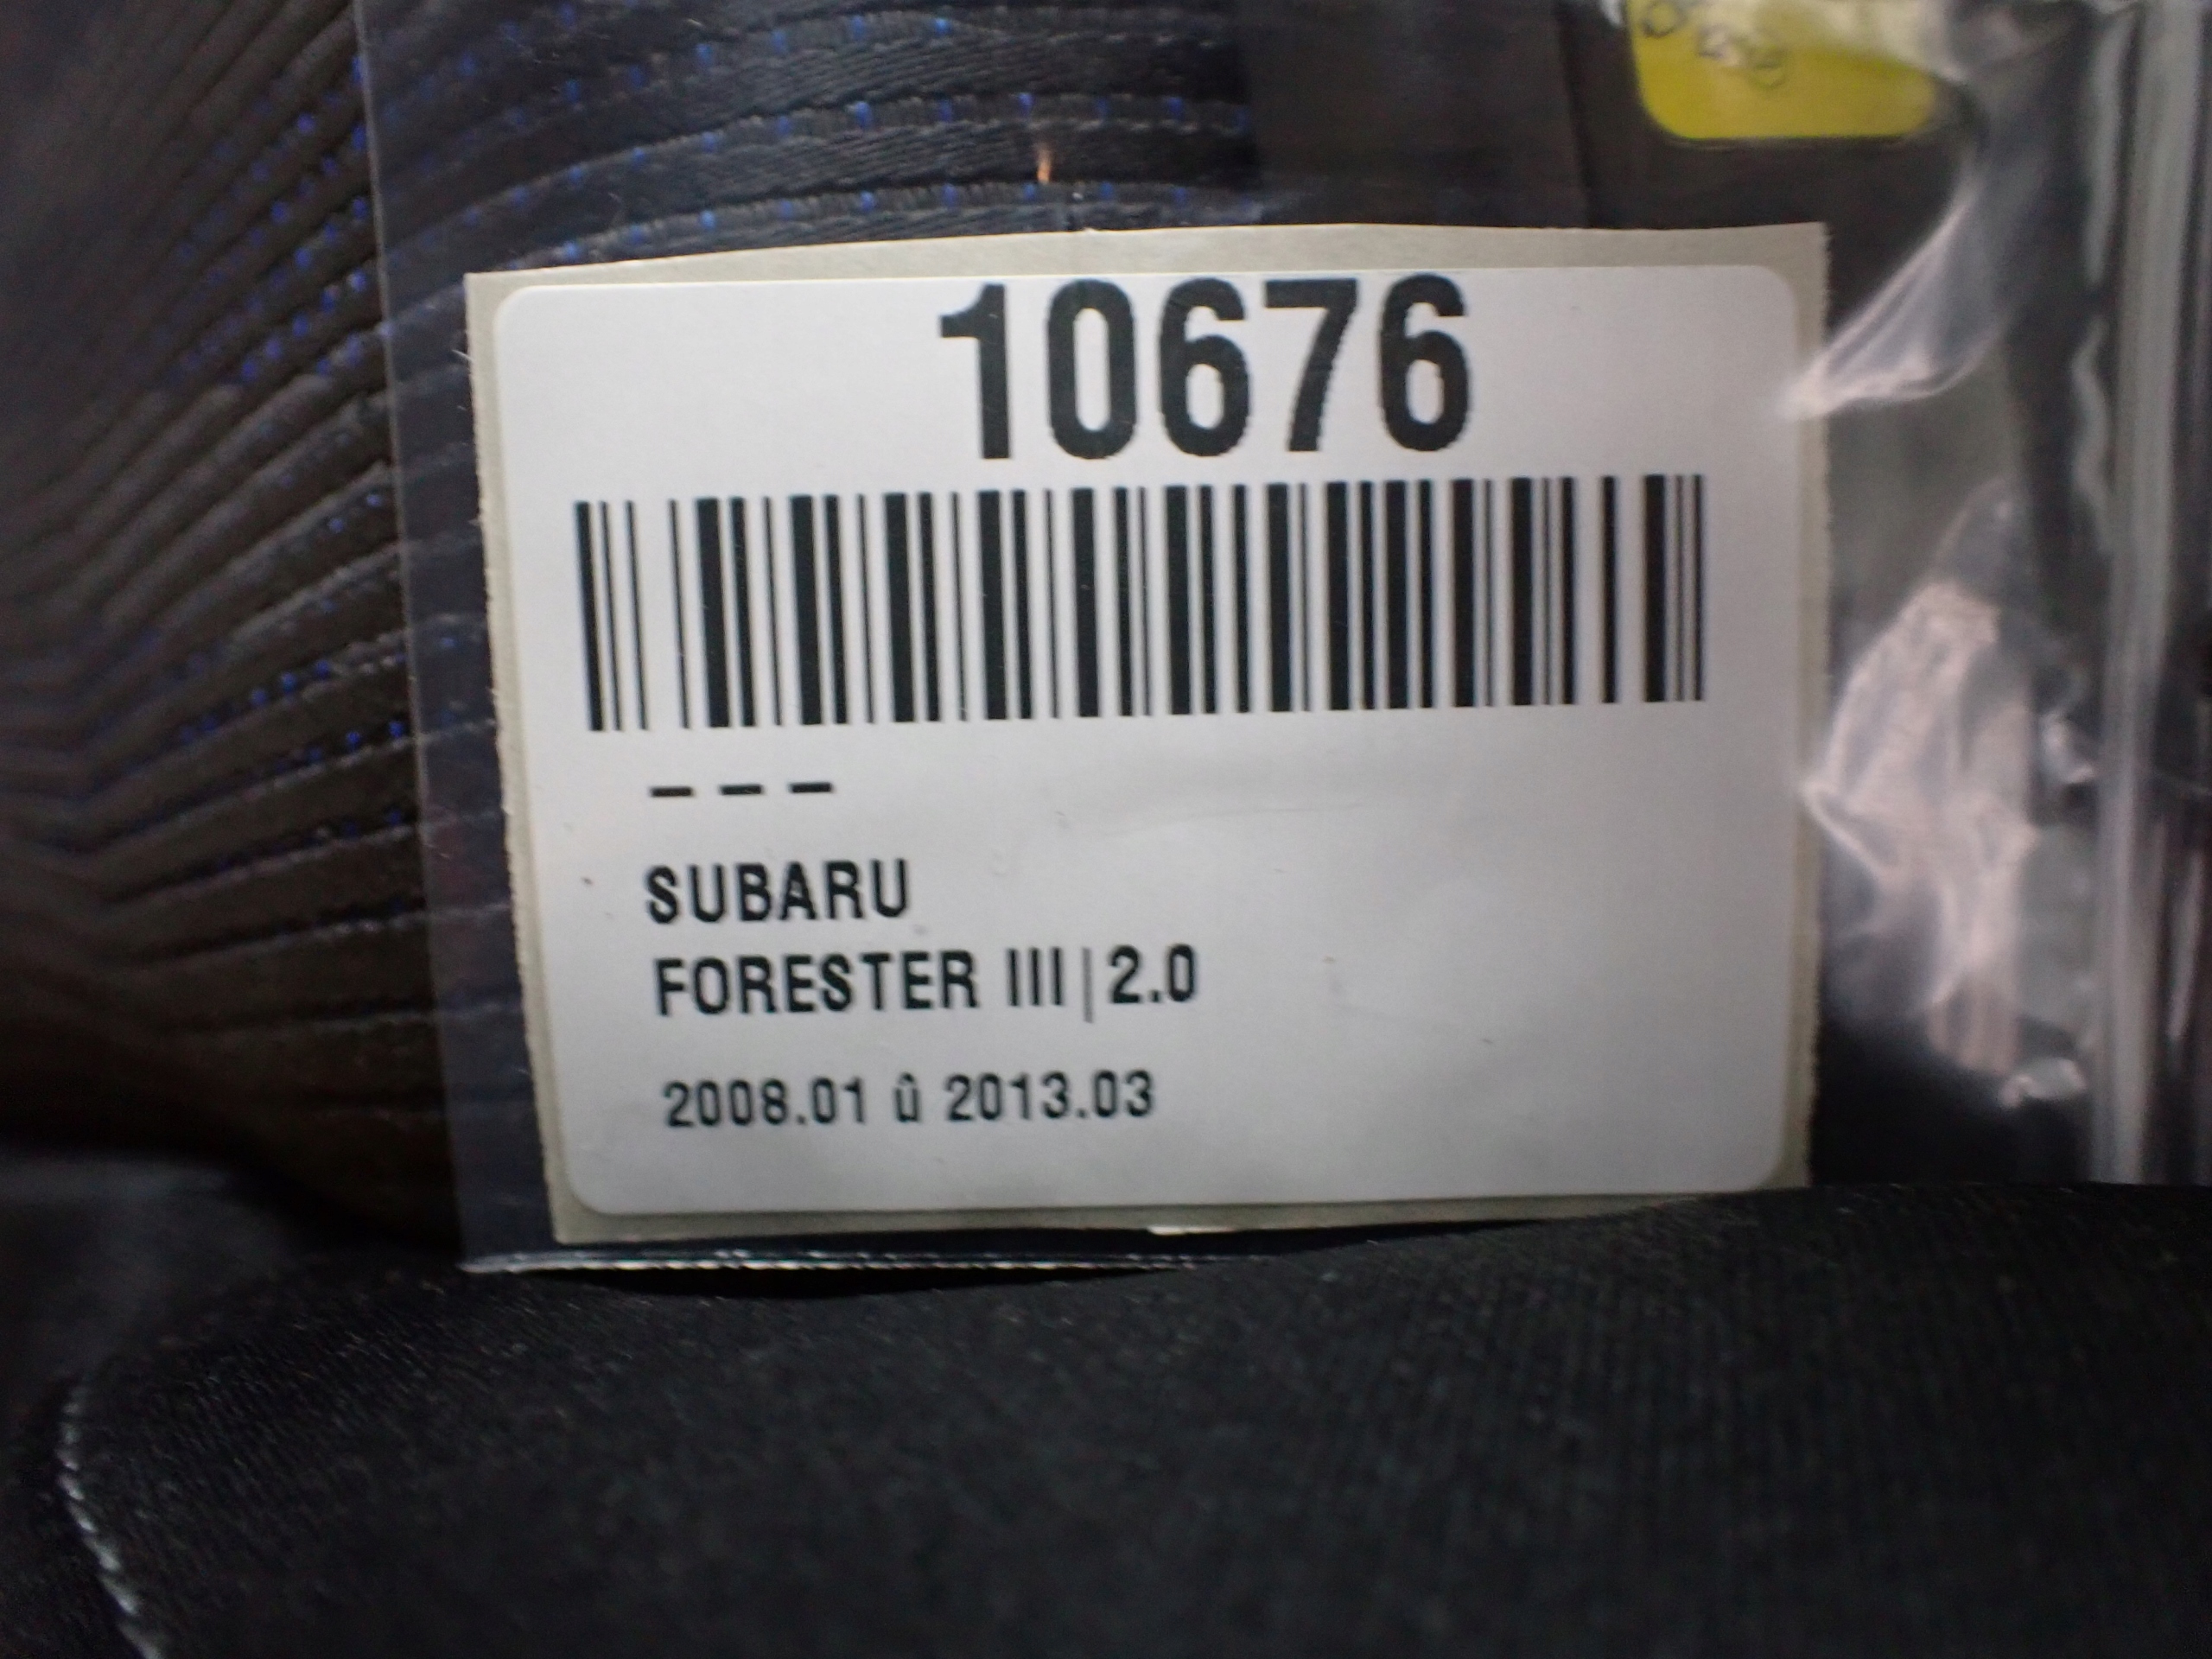 10676
– – –
SUBARU
FORESTER III|2.0
2008.01 û 2013.03